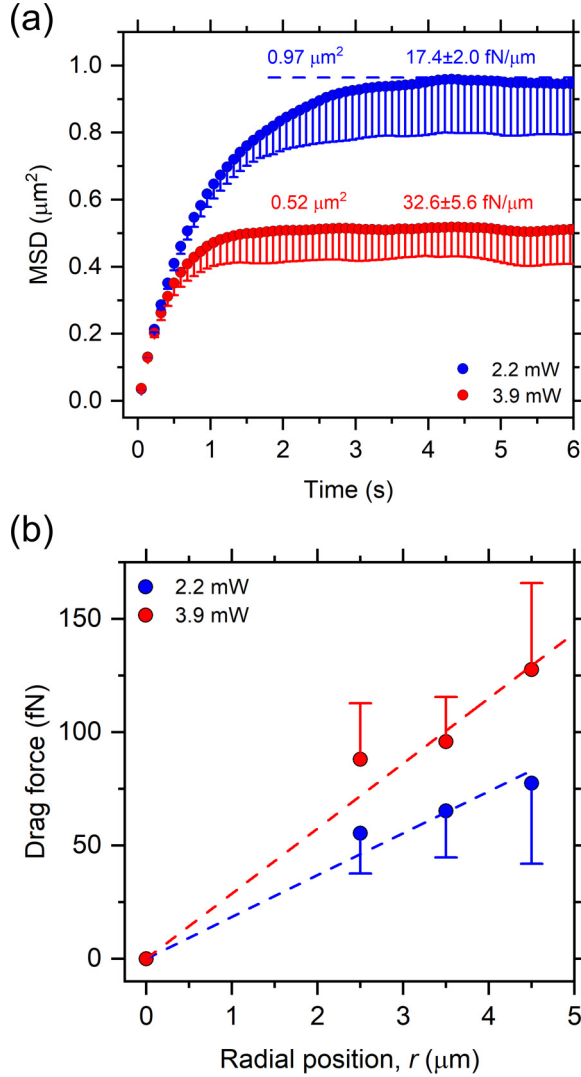 (a)
0.97 μm²
17.4±2.0 fN/μm
1.0
0.8
0.6
0.4
0.2
0.0
MSD (μm²)
0.52 μm²
32.6±5.6 fN/μm
2.2 mW
3.9 mW
0 1 2 3 4 5 6
Time (s)
(b)
2.2 mW
3.9 mW
150
100
50
0
Drag force (fN)
0 1 2 3 4 5
Radial position, r (μm)